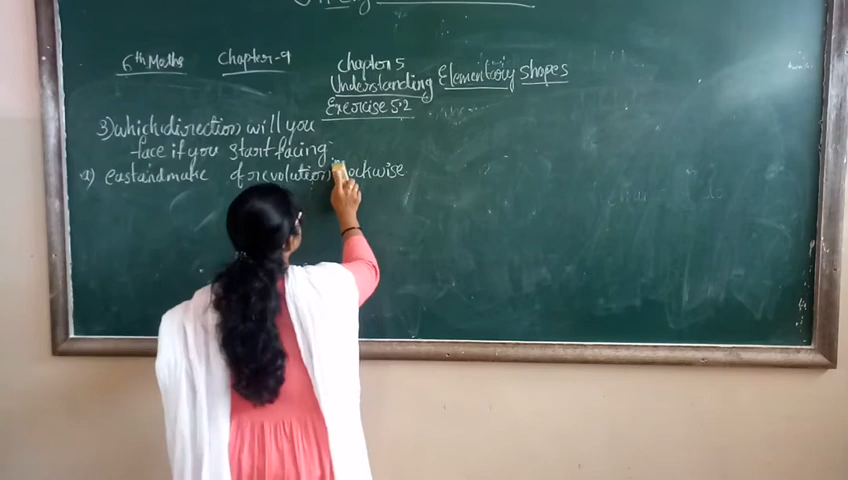 6th Maths Chapter-9
Chapter 5
Understanding Elementary shapes
Exercise 5.2
3) which direction will you
face if you start facing
a) east and make of revolution clockwise